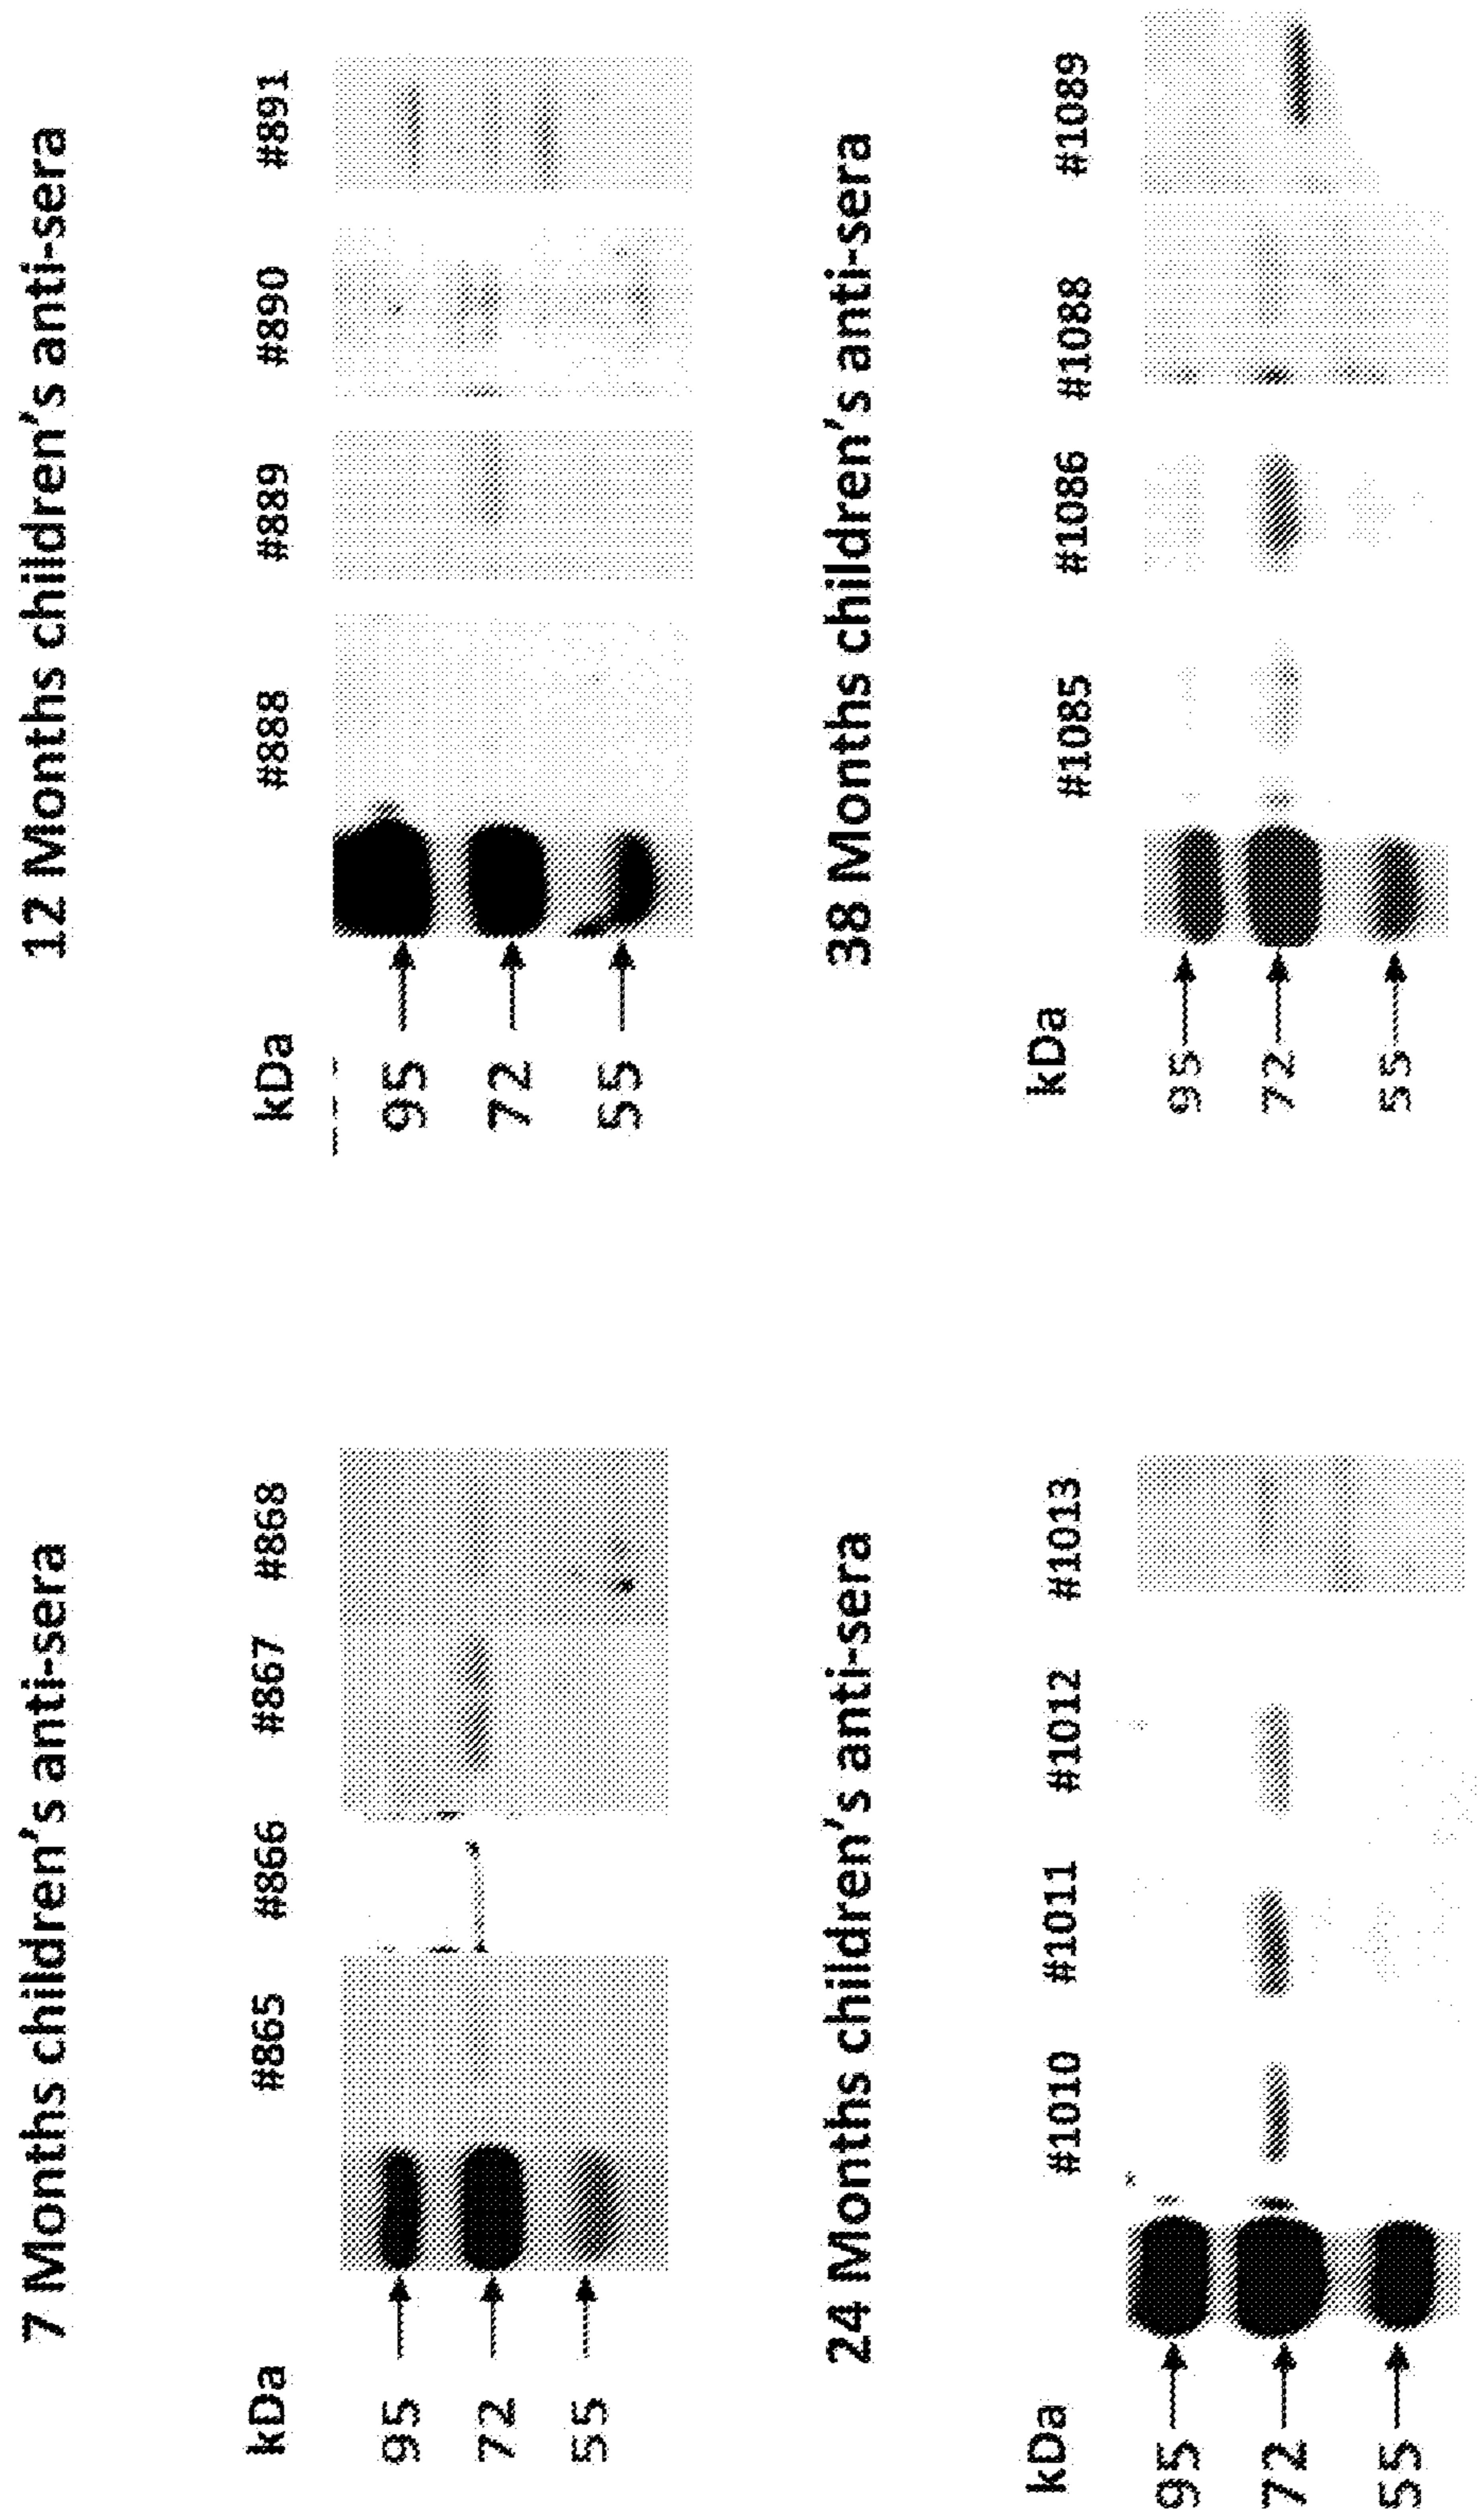 7 Months children's anti-sera
kDa #865 #866 #867 #868
95
72
55
12 Months children's anti-sera
kDa #888 #889 #890 #891
95
72
55
24 Months children's anti-sera
kDa #1010 #1011 #1012 #1013
95
72
55
38 Months children's anti-sera
kDa #1085 #1086 #1088 #1089
95
72
55